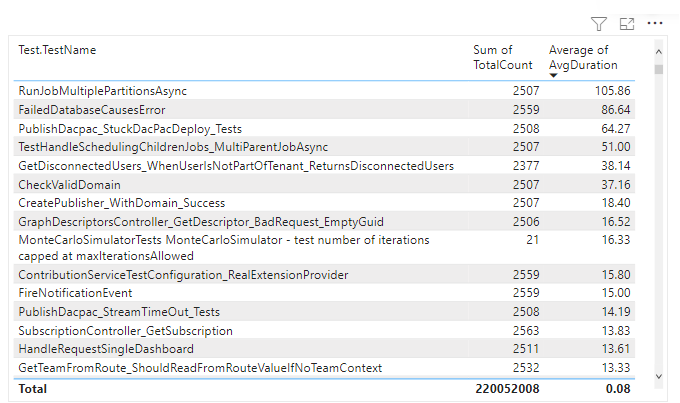 Test.TestName Sum of TotalCount Average of AvgDuration
RunJobMultiplePartitionsAsync 2507 105.86
FailedDatabaseCausesError 2559 86.64
PublishDacpac_StuckDacPacDeploy_Tests 2508 64.27
TestHandleSchedulingChildrenJobs_MultiParentJobAsync 2507 51.00
GetDisconnectedUsers_WhenUserIsNotPartOfTenant_ReturnsDisconnectedUsers 2377 38.14
CheckValidDomain 2507 37.16
CreatePublisher_WithDomain_Success 2507 18.40
GraphDescriptorsController_GetDescriptor_BadRequest_EmptyGuid 2506 16.52
MonteCarloSimulatorTests MonteCarloSimulator - test number of iterations 21 16.33
capped at maxIterationsAllowed
ContributionServiceTestConfiguration_RealExtensionProvider 2559 15.80
FireNotificationEvent 2559 15.00
PublishDacpac_StreamTimeOut_Tests 2508 14.19
SubscriptionController_GetSubscription 2563 13.83
HandleRequestSingleDashboard 2511 13.61
GetTeamFromRoute_ShouldReadFromRouteValueIfNoTeamContext 2532 13.33
Total 220052008 0.08